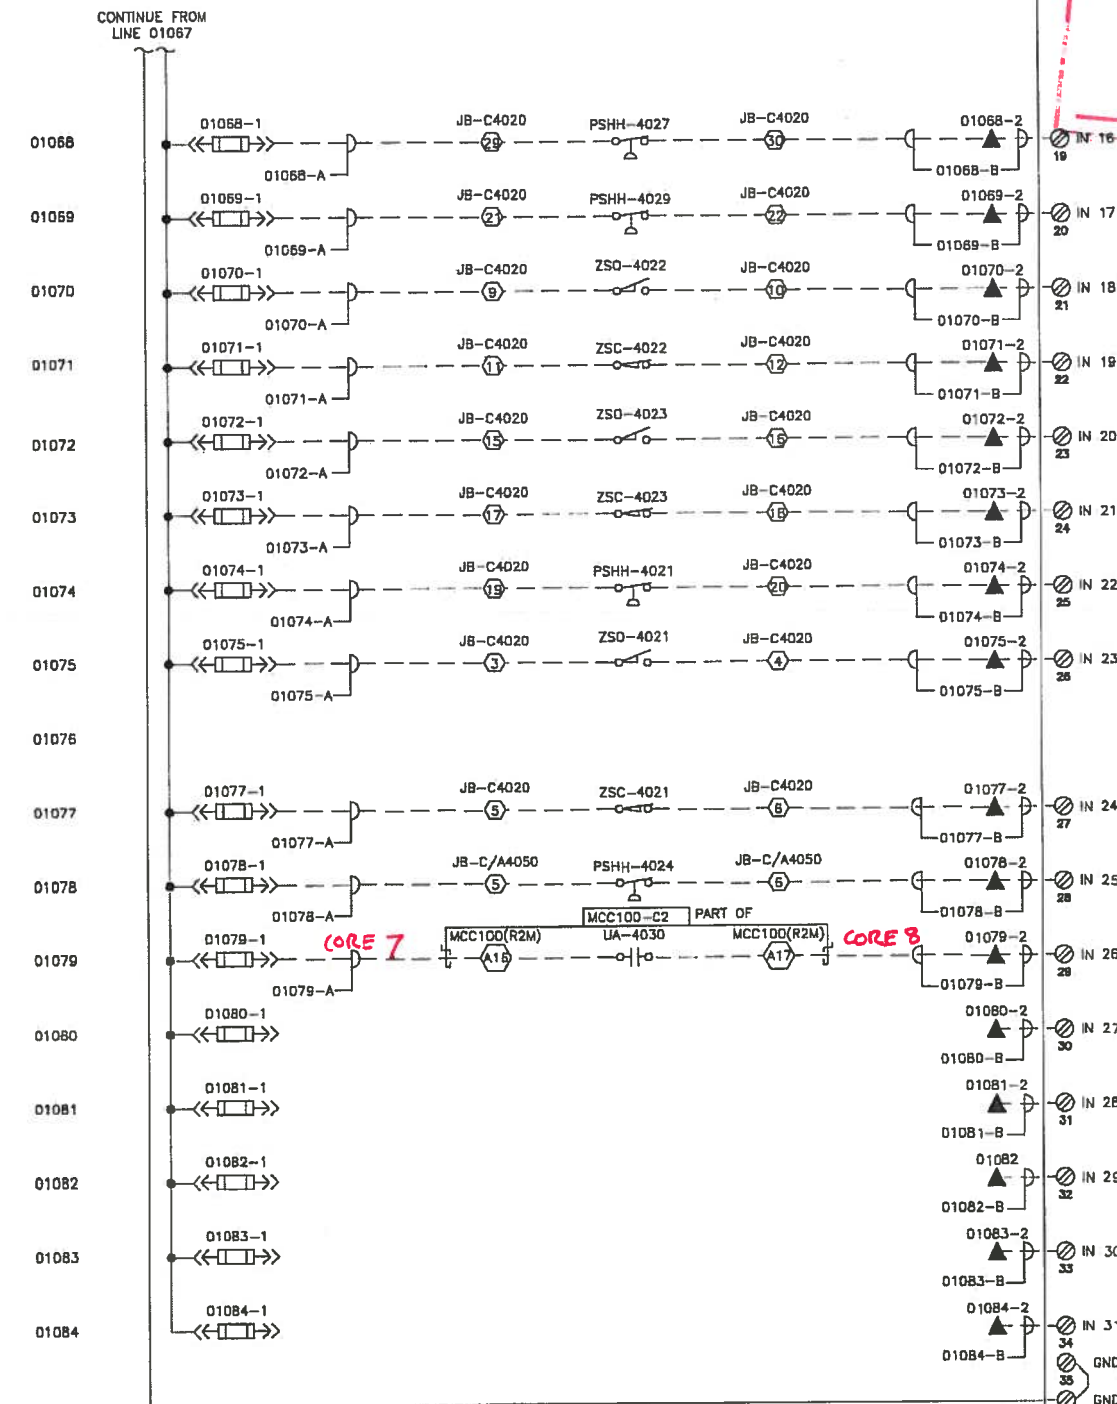 CONTINUE FROM
LINE 01067
01068 01068-1 JB-C4020 PSHH-4027 JB-C4020 01068-2
29 30 19 IN 16
01068-A 01068-B
01069 01069-1 JB-C4020 PSHH-4029 JB-C4020 01069-2
21 22 20 IN 17
01069-A 01069-B
01070 01070-1 JB-C4020 ZSO-4022 JB-C4020 01070-2
9 10 21 IN 18
01070-A 01070-B
01071 01071-1 JB-C4020 ZSC-4022 JB-C4020 01071-2
11 12 22 IN 19
01071-A 01071-B
01072 01072-1 JB-C4020 ZSO-4023 JB-C4020 01072-2
15 16 23 IN 20
01072-A 01072-B
01073 01073-1 JB-C4020 ZSC-4023 JB-C4020 01073-2
17 18 24 IN 21
01073-A 01073-B
01074 01074-1 JB-C4020 PSHH-4021 JB-C4020 01074-2
19 20 25 IN 22
01074-A 01074-B
01075 01075-1 JB-C4020 ZSO-4021 JB-C4020 01075-2
3 4 26 IN 23
01075-A 01075-B
01076
01077 01077-1 JB-C4020 ZSC-4021 JB-C4020 01077-2
5 6 27 IN 24
01077-A 01077-B
01078 01078-1 JB-C/A4050 PSHH-4024 JB-C/A4050 01078-2
5 6 28 IN 25
01078-A 01078-B
MCC100-C2 PART OF
01079 01079-1 CORE 7 MCC100(R2M) UA-4030 MCC100(R2M) CORE 8 01079-2
A16 A17 29 IN 26
01079-A 01079-B
01080 01080-1 01080-2
30 IN 27
01080-B
01081 01081-1 01081-2
31 IN 28
01081-B
01082 01082-1 01082
32 IN 29
01082-B
01083 01083-1 01083-2
33 IN 30
01083-B
01084 01084-1 01084-2
34 IN 31
01084-B
GND
35
GND